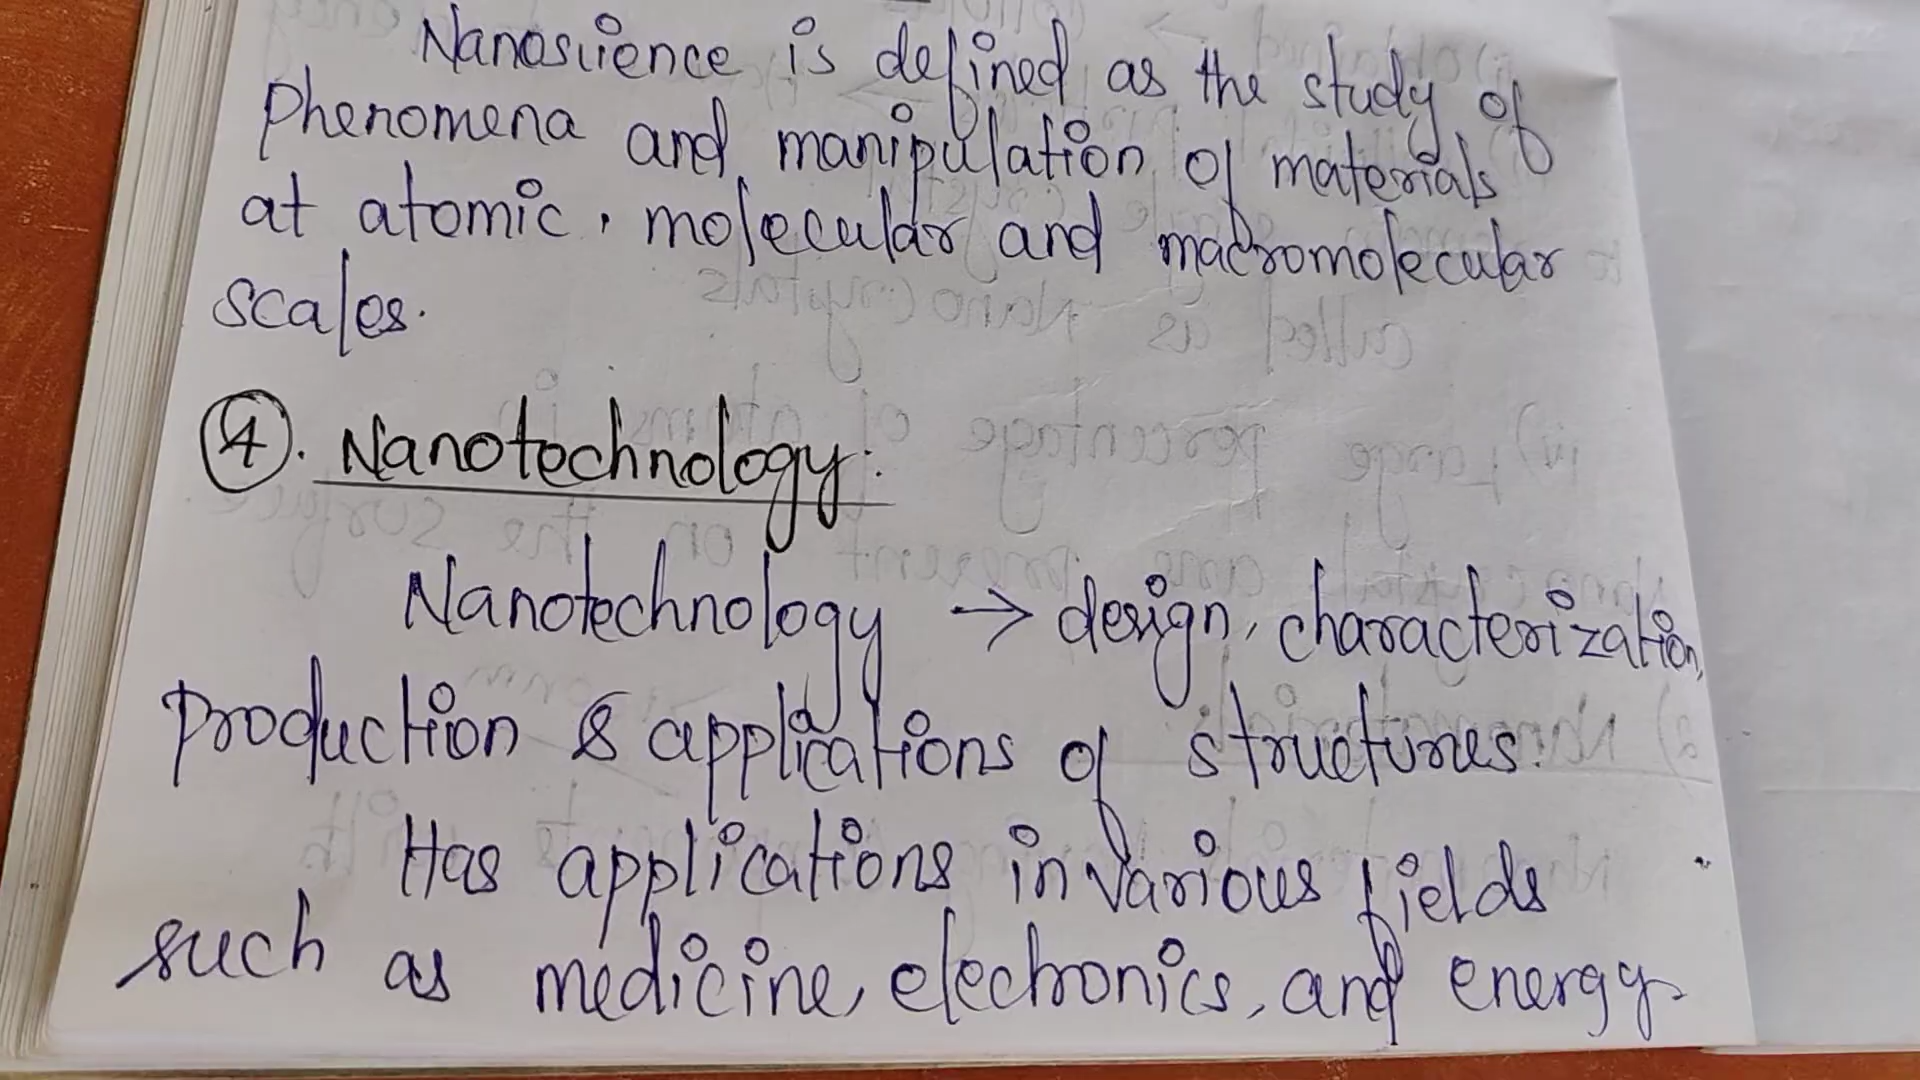 Nanosience is defined as the study of
phenomena and manipulation of materials
at atomic, molecular and macromolecular
scales.
4. Nanotechnology:
Nanotechnology → design, characterization,
production & applications of structures.
Has applications in various fields
such as medicine, electronics, and energy.